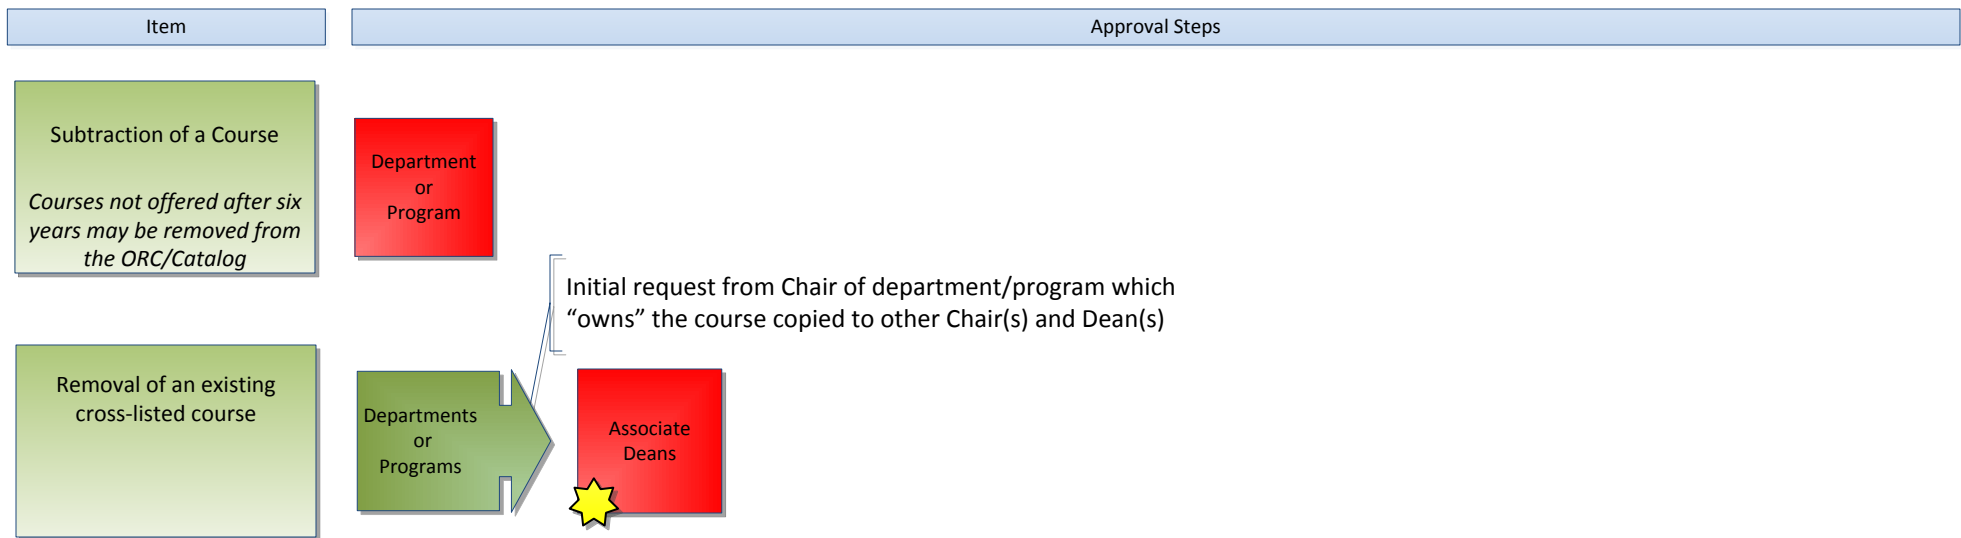 Item
Approval Steps
Subtraction of a Course
Courses not offered after six
years may be removed from
the ORC/Catalog
Department
or
Program
Initial request from Chair of department/program which
“owns” the course copied to other Chair(s) and Dean(s)
Removal of an existing
cross-listed course
Departments
or
Programs
Associate
Deans